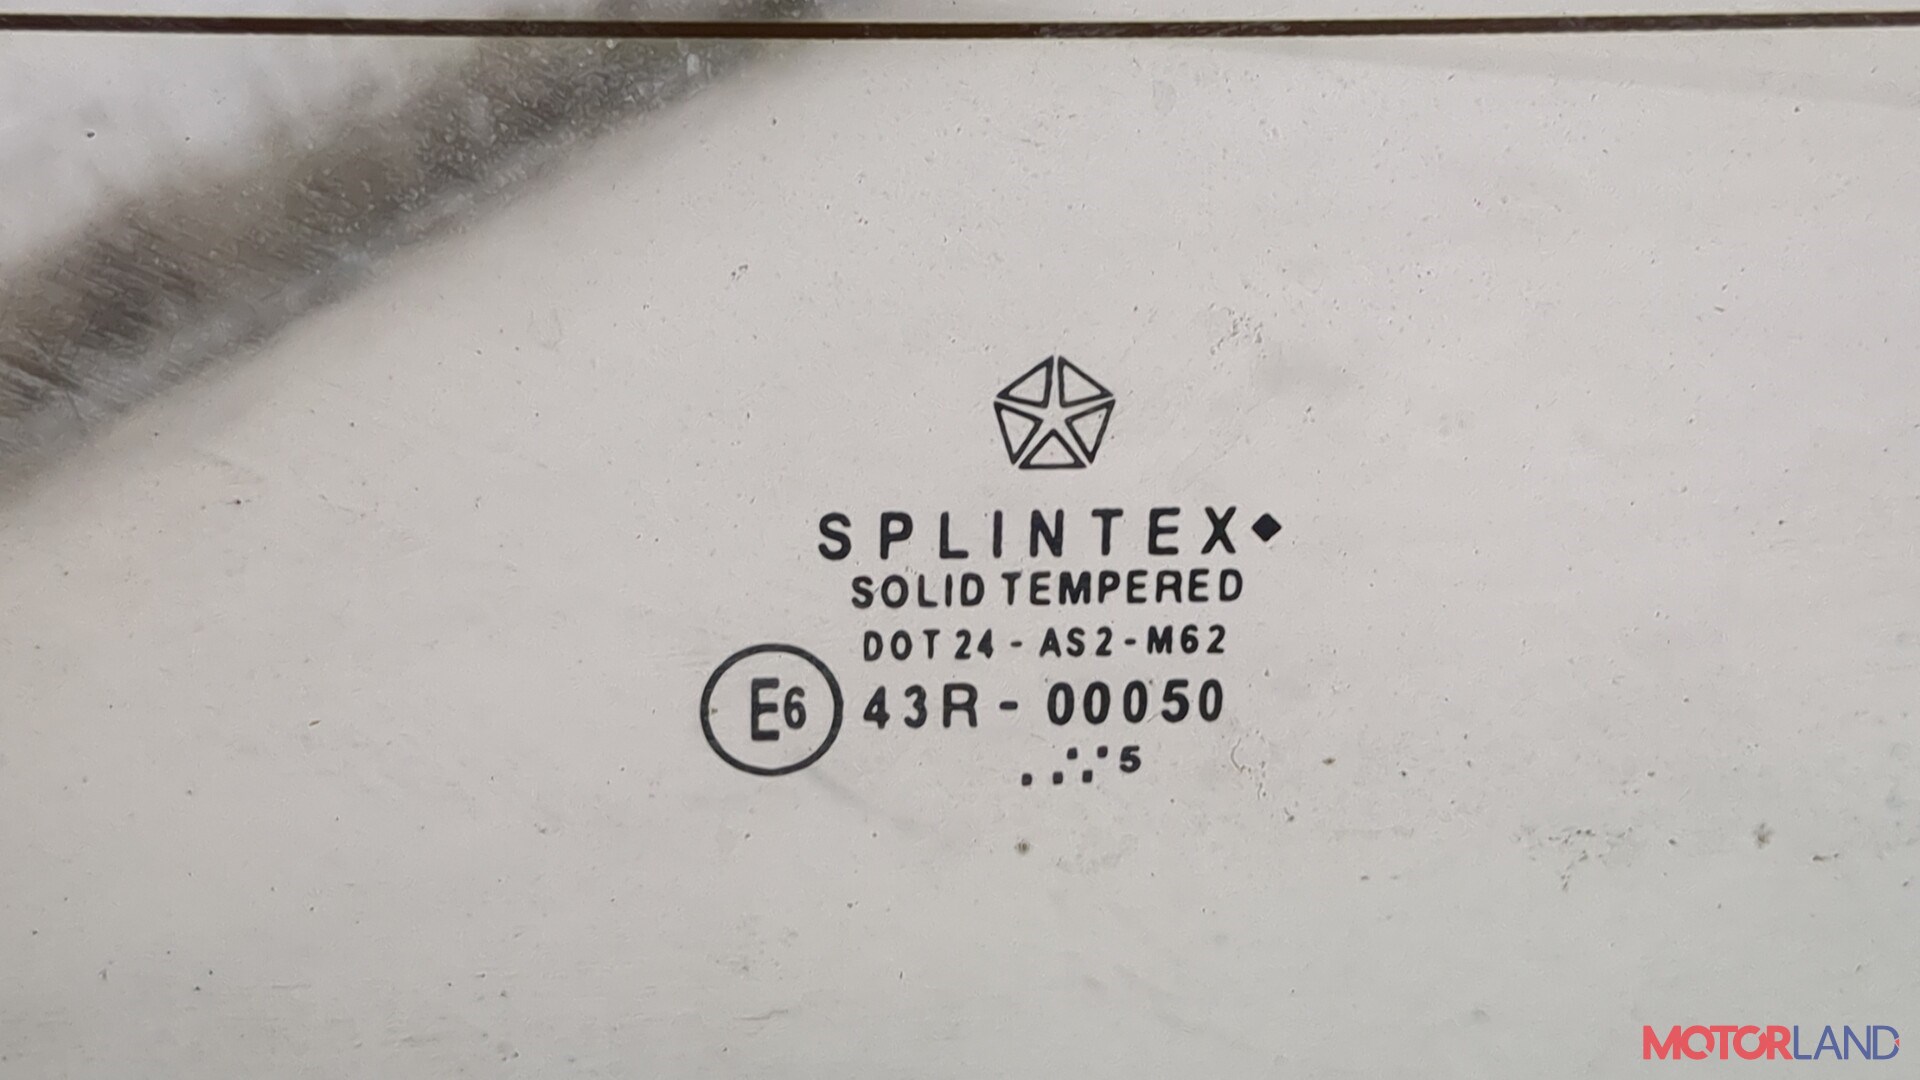 SPLINTEX
SOLID TEMPERED
DOT 24 - AS2 - M62
E6 43R - 00050
. . . . . . 5
MOTORLAND